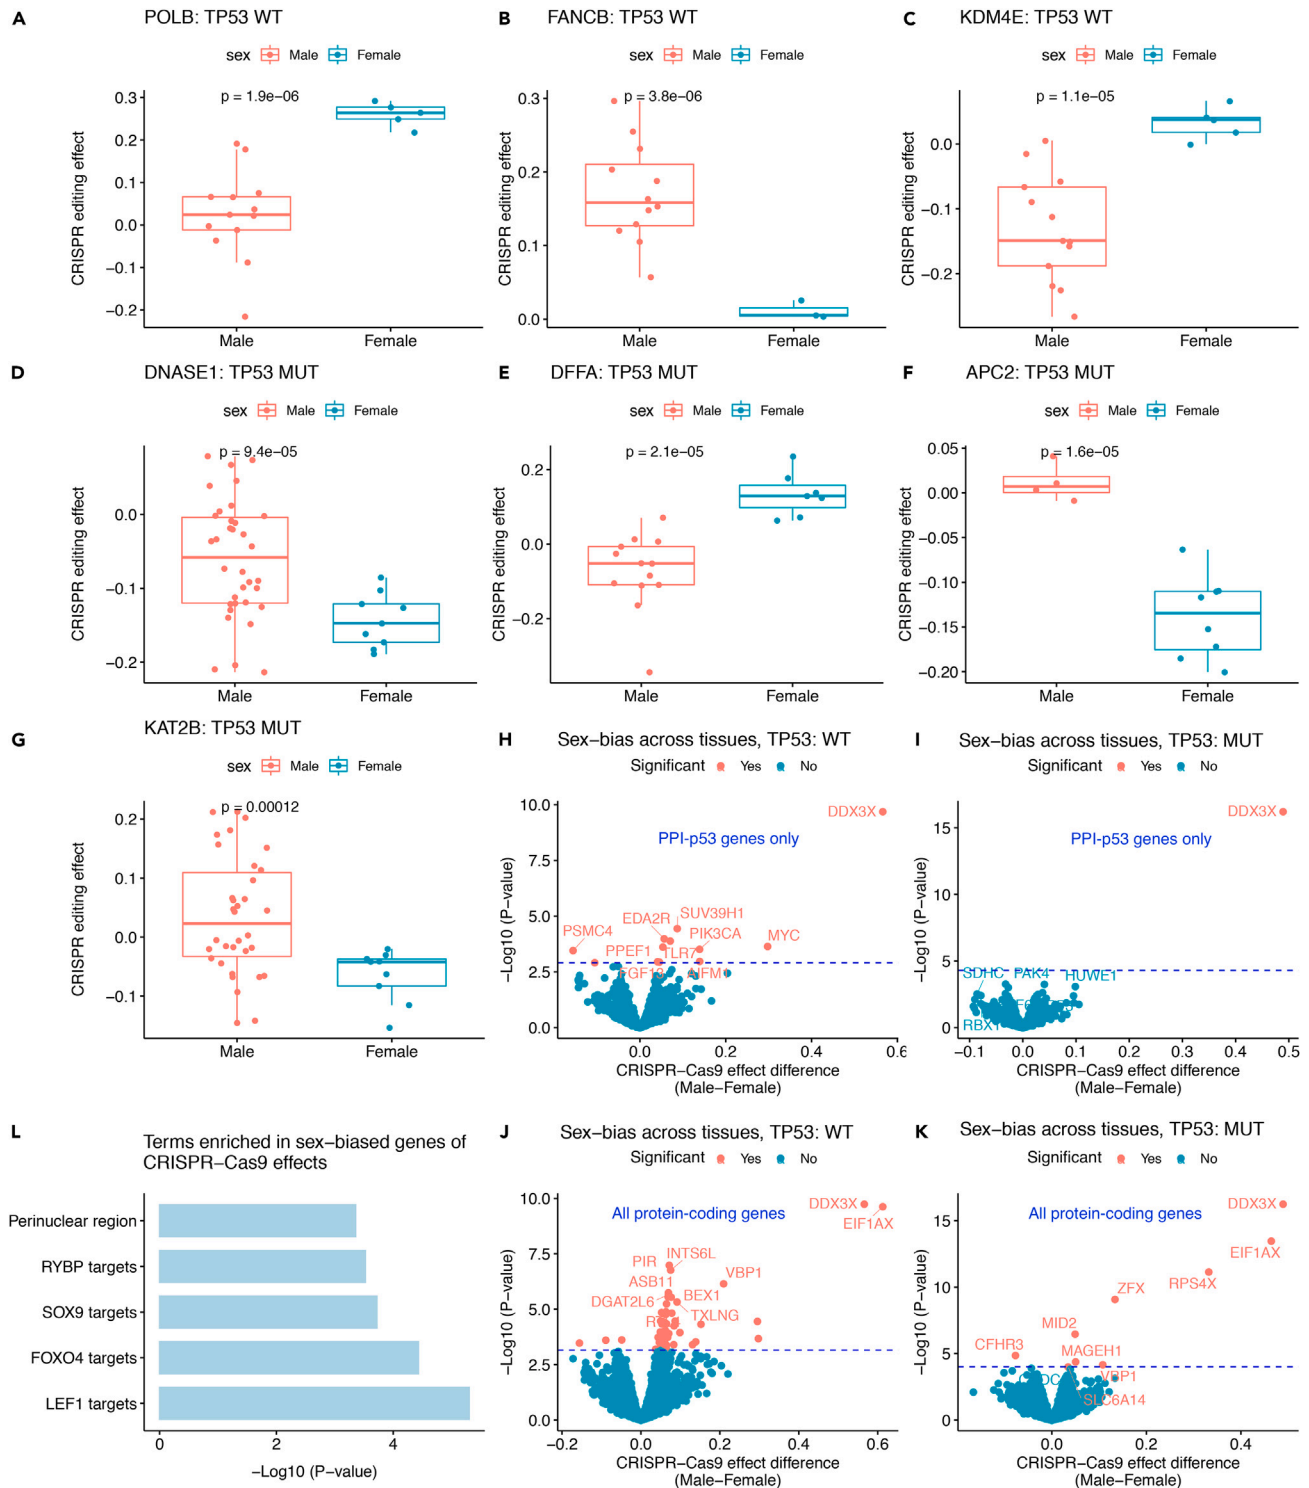 A
POLB: TP53 WT
sex Male Female
p = 1.9e−06
CRISPR editing effect
0.3
0.2
0.1
0.0
−0.1
−0.2
Male Female
B
FANCB: TP53 WT
sex Male Female
p = 3.8e−06
CRISPR editing effect
0.3
0.2
0.1
0.0
Male Female
C
KDM4E: TP53 WT
sex Male Female
p = 1.1e−05
CRISPR editing effect
0.0
−0.1
−0.2
Male Female
D
DNASE1: TP53 MUT
sex Male Female
p = 9.4e−05
CRISPR editing effect
0.0
−0.1
−0.2
Male Female
E
DFFA: TP53 MUT
sex Male Female
p = 2.1e−05
CRISPR editing effect
0.2
0.0
−0.2
Male Female
F
APC2: TP53 MUT
sex Male Female
p = 1.6e−05
CRISPR editing effect
0.05
0.00
−0.05
−0.10
−0.15
−0.20
Male Female
G
KAT2B: TP53 MUT
sex Male Female
p = 0.00012
CRISPR editing effect
0.2
0.1
0.0
−0.1
Male Female
H
Sex−bias across tissues, TP53: WT
Significant Yes No
PPI−p53 genes only
−Log10 (P−value)
10.0
7.5
5.0
2.5
0.0
DDX3X
SUV39H1
EDA2R
PSMC4
PIK3CA
MYC
PPEF1
TLR7
FGF13
AIFM1
0.0 0.2 0.4 0.6
CRISPR−Cas9 effect difference
(Male−Female)
I
Sex−bias across tissues, TP53: MUT
Significant Yes No
PPI−p53 genes only
−Log10 (P−value)
15
10
5
0
DDX3X
SDHC
PAK4
HUWE1
RBX1
−0.1 0.0 0.1 0.2 0.3 0.4 0.5
CRISPR−Cas9 effect difference
(Male−Female)
L
Terms enriched in sex−biased genes of
CRISPR−Cas9 effects
Perinuclear region
RYBP targets
SOX9 targets
FOXO4 targets
LEF1 targets
0 2 4
−Log10 (P−value)
J
Sex−bias across tissues, TP53: WT
Significant Yes No
All protein−coding genes
−Log10 (P−value)
10.0
7.5
5.0
2.5
0.0
DDX3X
EIF1AX
INTS6L
PIR
VBP1
ASB11
BEX1
DGAT2L6
TXLNG
−0.2 0.0 0.2 0.4 0.6
CRISPR−Cas9 effect difference
(Male−Female)
K
Sex−bias across tissues, TP53: MUT
Significant Yes No
All protein−coding genes
−Log10 (P−value)
15
10
5
0
DDX3X
EIF1AX
RPS4X
ZFX
MID2
CFHR3
MAGEH1
VBP1
SLC6A14
0.0 0.2 0.4
CRISPR−Cas9 effect difference
(Male−Female)